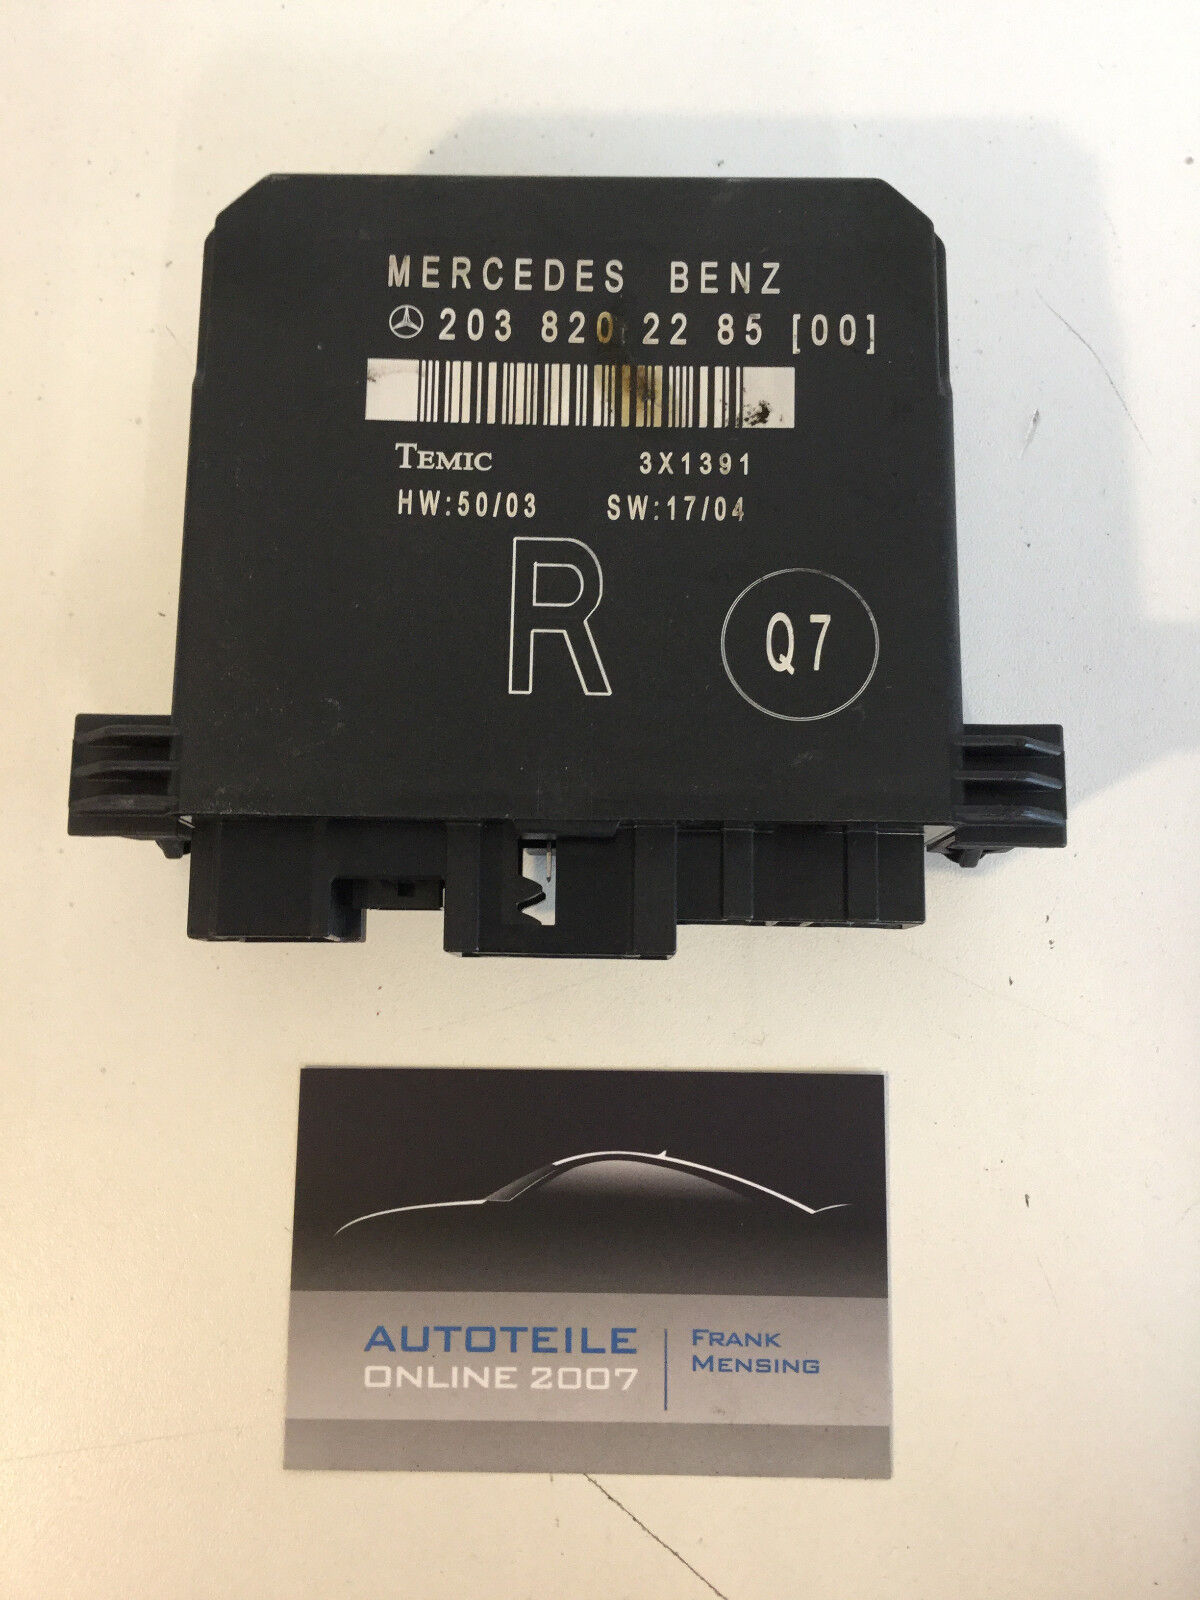 MERCEDES BENZ
203 820 22 85 [00]
TEMIC 3X1391
HW:50/03 SW:17/04
R
Q7
AUTOTEILE
ONLINE 2007
FRANK
MENSING